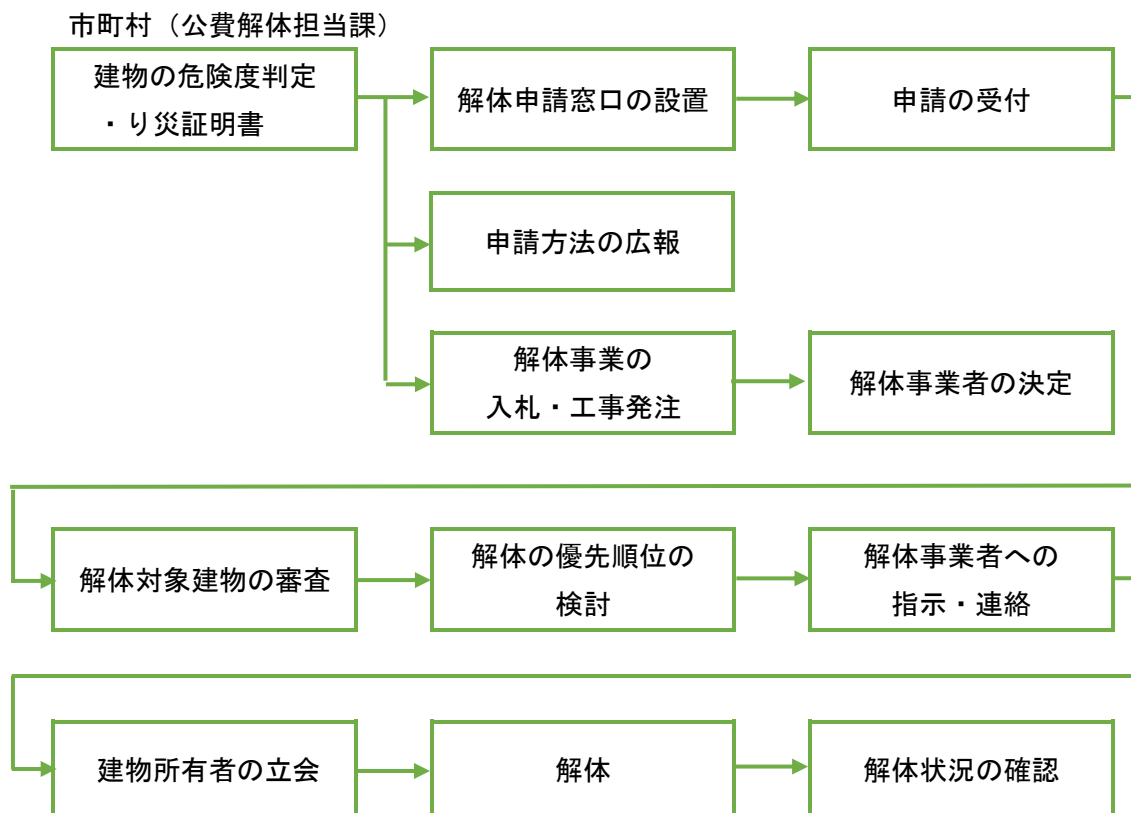 市町村（公費解体担当課）
建物の危険度判定
・り災証明書
解体申請窓口の設置
申請の受付
申請方法の広報
解体事業の
入札・工事発注
解体事業者の決定
解体対象建物の審査
解体の優先順位の
検討
解体事業者への
指示・連絡
建物所有者の立会
解体
解体状況の確認